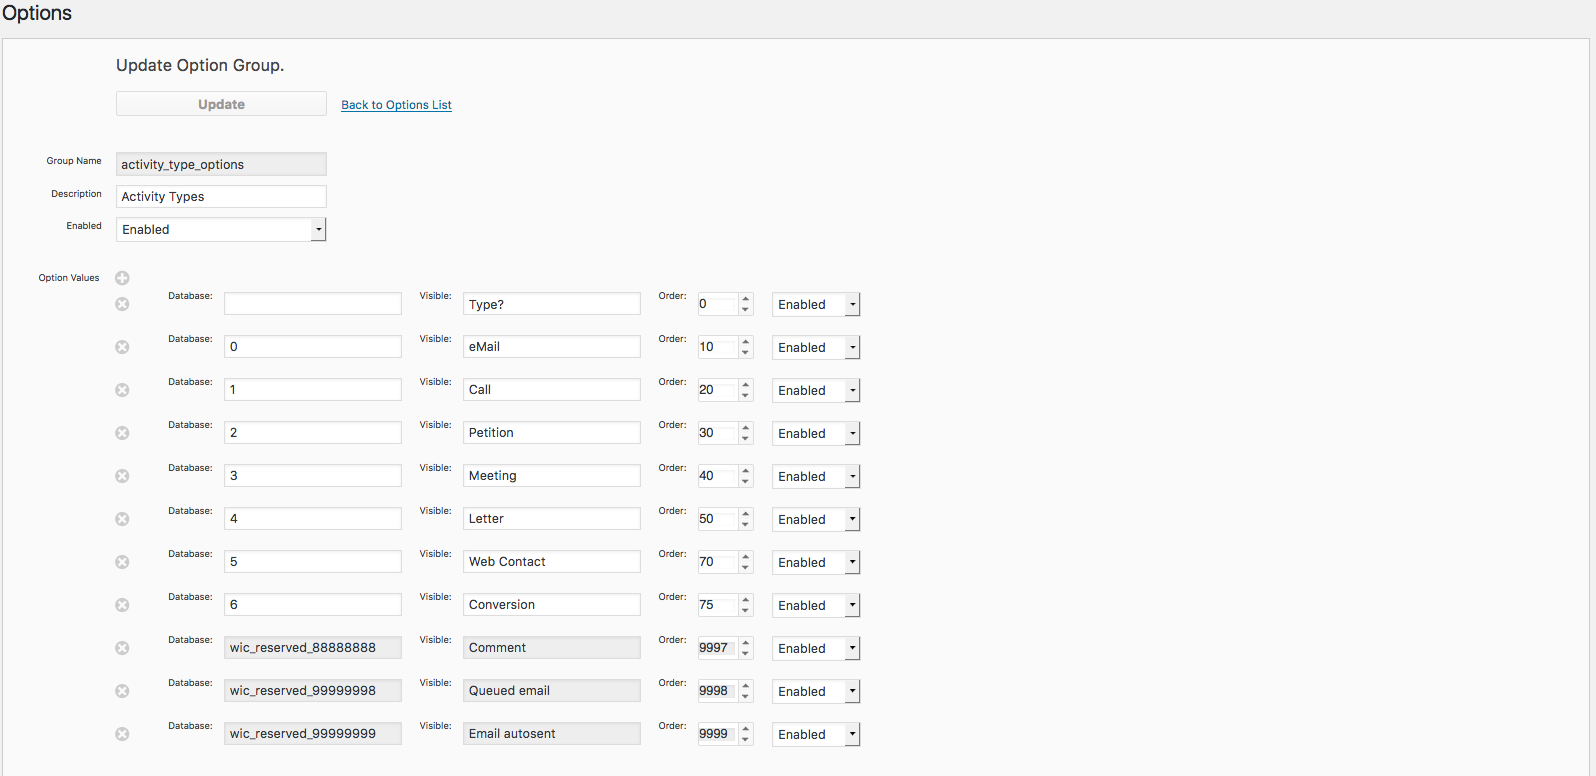 Options
Update Option Group.
Update Back to Options List
Group Name activity_type_options
Description Activity Types
Enabled Enabled
Option Values
Database: Visible: Type? Order: 0 Enabled
Database: 0 Visible: eMail Order: 10 Enabled
Database: 1 Visible: Call Order: 20 Enabled
Database: 2 Visible: Petition Order: 30 Enabled
Database: 3 Visible: Meeting Order: 40 Enabled
Database: 4 Visible: Letter Order: 50 Enabled
Database: 5 Visible: Web Contact Order: 70 Enabled
Database: 6 Visible: Conversion Order: 75 Enabled
Database: wic_reserved_88888888 Visible: Comment Order: 9997 Enabled
Database: wic_reserved_99999998 Visible: Queued email Order: 9998 Enabled
Database: wic_reserved_99999999 Visible: Email autosent Order: 9999 Enabled